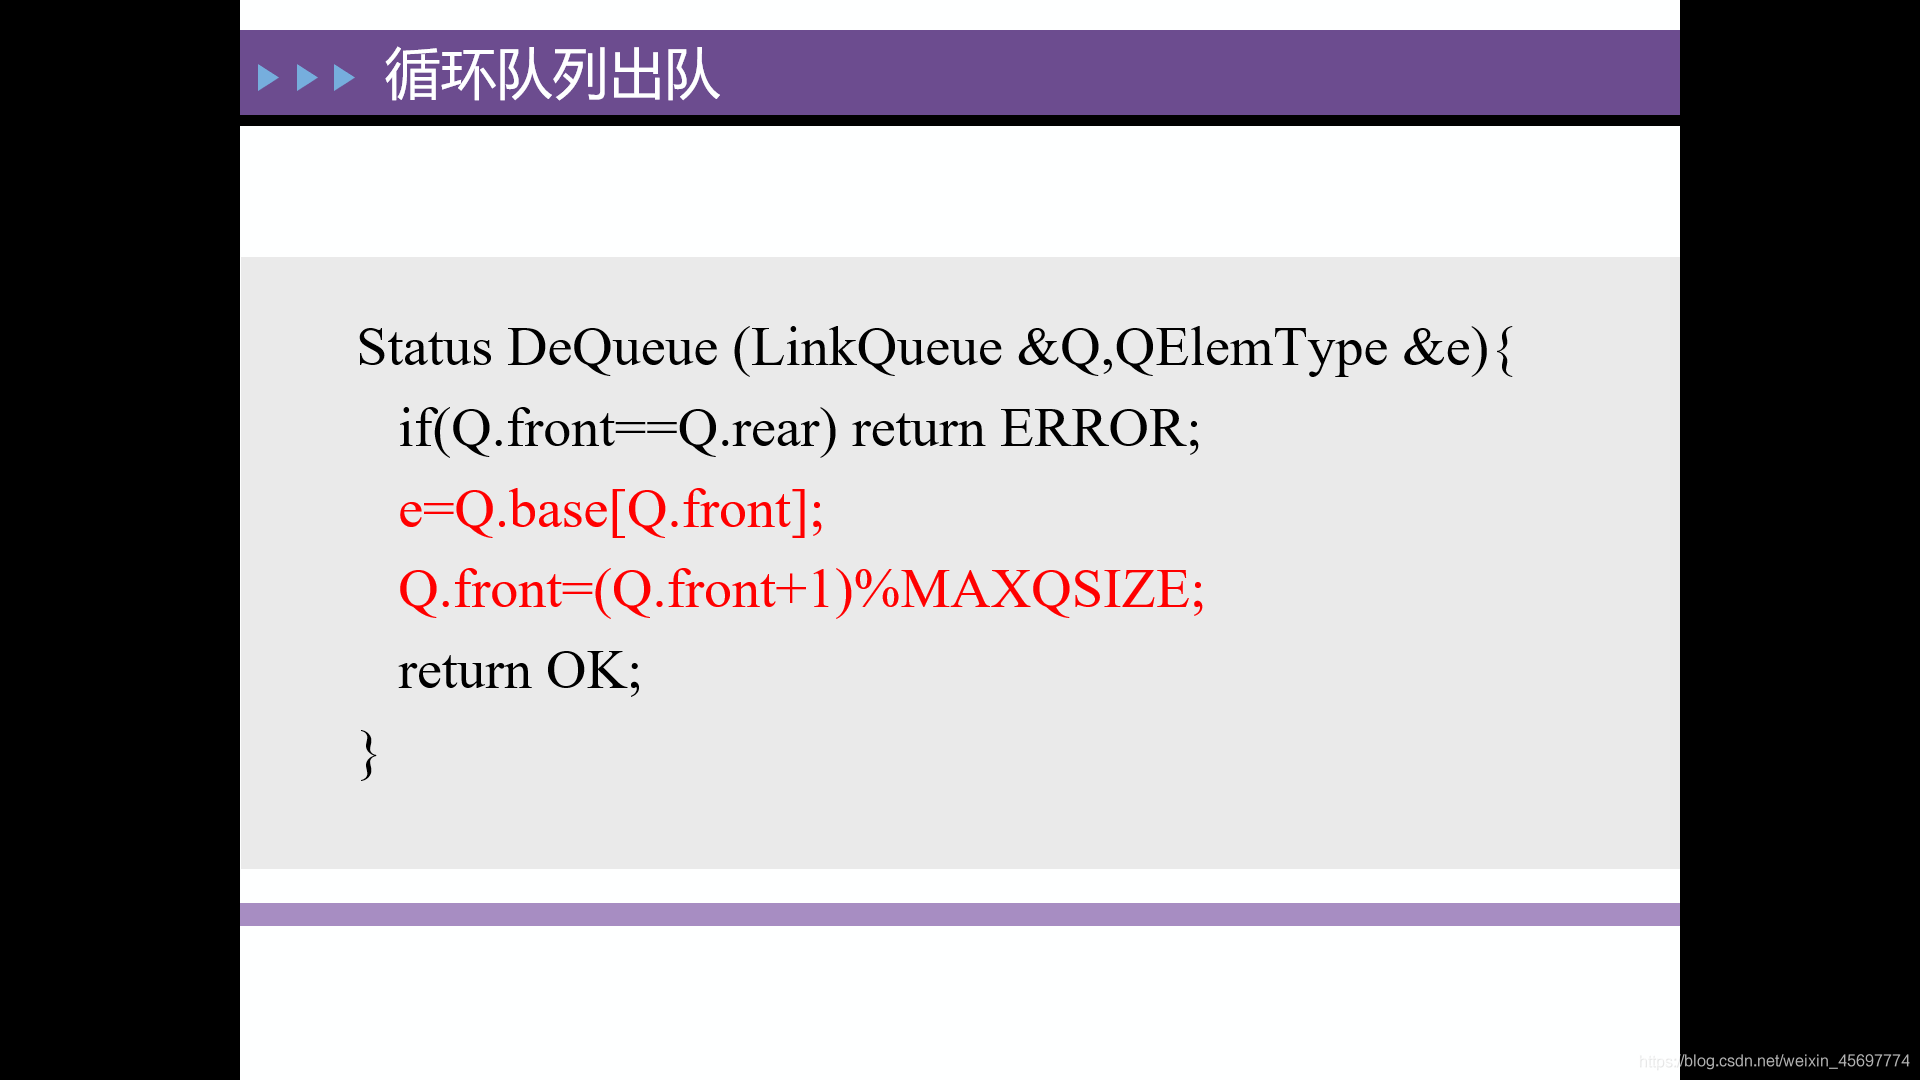 循环队列出队
Status DeQueue (LinkQueue &Q,QElemType &e){
if(Q.front==Q.rear) return ERROR;
e=Q.base[Q.front];
Q.front=(Q.front+1)%MAXQSIZE;
return OK;
}
https://blog.csdn.net/weixin_45697774